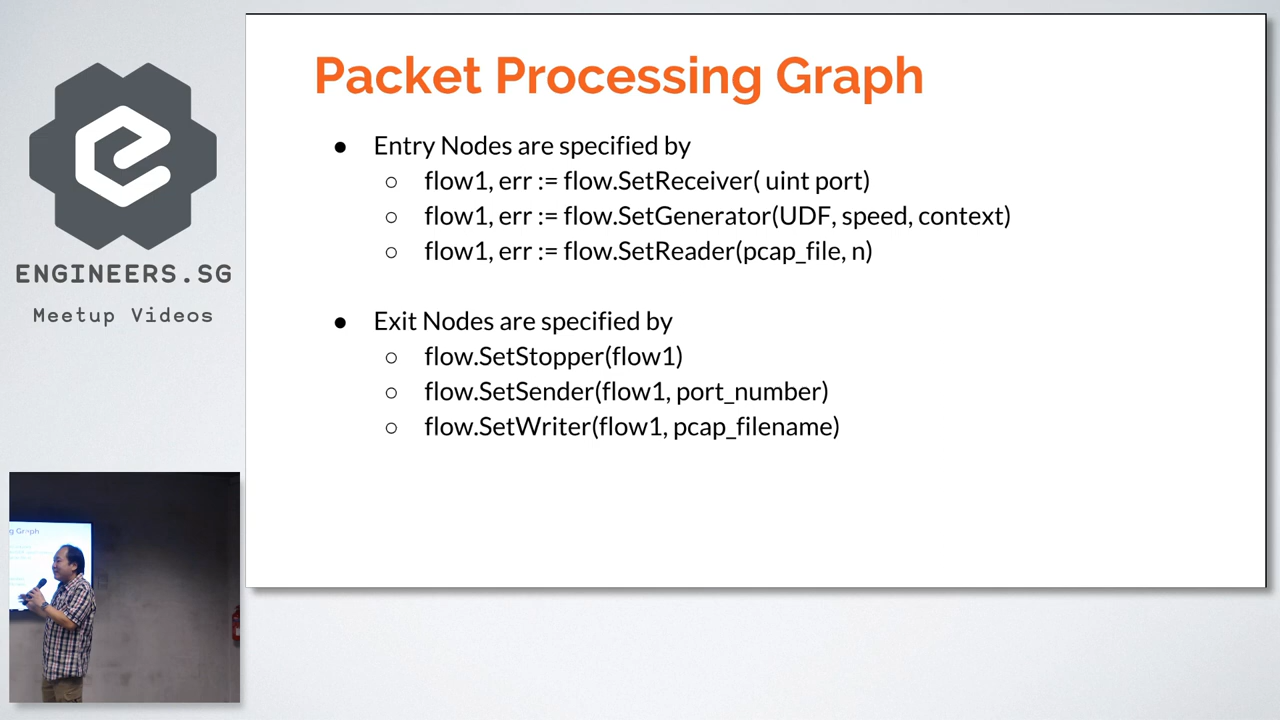 Packet Processing Graph
● Entry Nodes are specified by
○ flow1, err := flow.SetReceiver( uint port)
○ flow1, err := flow.SetGenerator(UDF, speed, context)
○ flow1, err := flow.SetReader(pcap_file, n)
● Exit Nodes are specified by
○ flow.SetStopper(flow1)
○ flow.SetSender(flow1, port_number)
○ flow.SetWriter(flow1, pcap_filename)
ENGINEERS.SG
Meetup Videos
g Graph